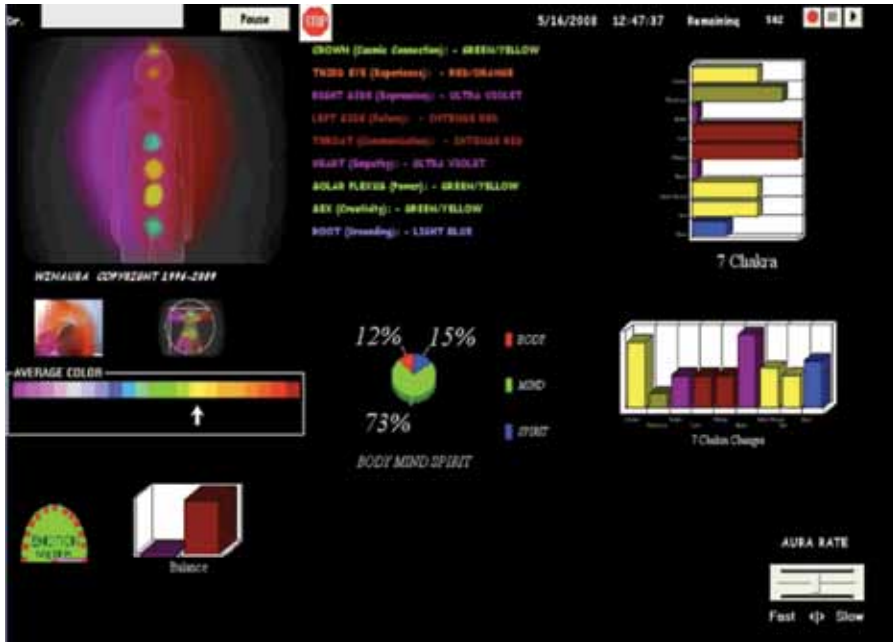 Dr.
Pause
STOP
5/16/2008 12:47:37 Remaining 542
CROWN (Cosmic Connection): - GREEN/YELLOW
THIRD EYE (Experience): - RED/ORANGE
RIGHT SIDE (Expression): - ULTRA VIOLET
LEFT SIDE (Future): - INTENSE RED
THROAT (Communication): - INTENSE RED
HEART (Empathy): - ULTRA VIOLET
SOLAR PLEXUS (Power): - GREEN/YELLOW
SEX (Creativity): - GREEN/YELLOW
ROOT (Grounding): - LIGHT BLUE
7 Chakra
WINAURA COPYRIGHT 1996-2009
AVERAGE COLOR
12%
15%
73%
BODY
MIND
SPIRIT
BODY MIND SPIRIT
7 Chakra Changes
EMOTION
Balance
AURA RATE
Fast
Slow